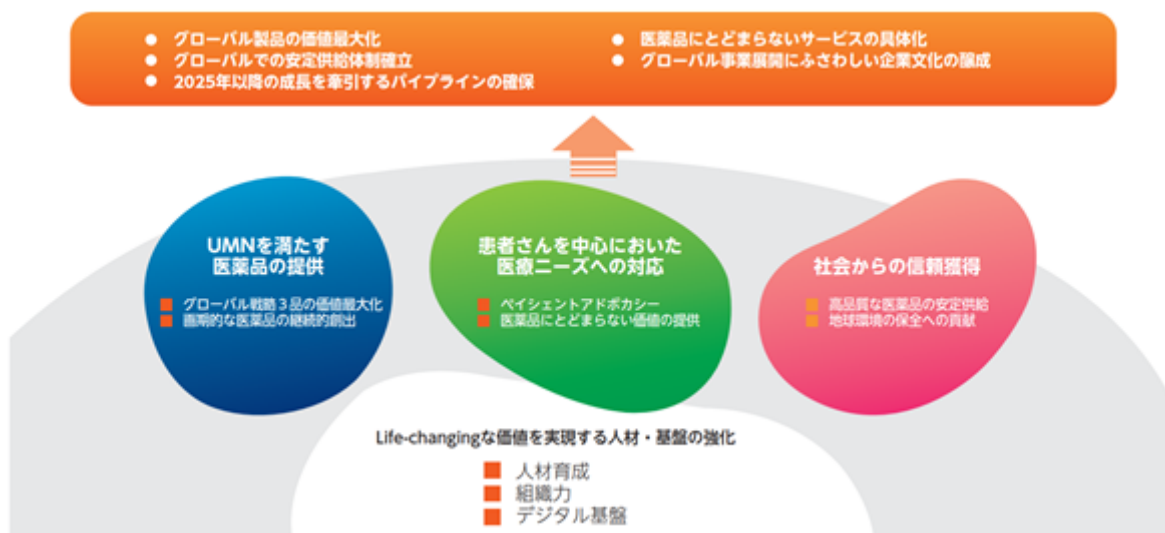 グローバル製品の価値最大化
グローバルでの安定供給体制確立
2025年以降の成長を牽引するパイプラインの確保
医薬品にとどまらないサービスの具体化
グローバル事業展開にふさわしい企業文化の醸成
UMNを満たす
医薬品の提供
グローバル戦略3品の価値最大化
画期的な医薬品の継続的創出
患者さんを中心においた
医療ニーズへの対応
ペイシェントアドボカシー
医薬品にとどまらない価値の提供
社会からの信頼獲得
高品質な医薬品の安定供給
地球環境の保全への貢献
Life-changingな価値を実現する人材・基盤の強化
人材育成
組織力
デジタル基盤